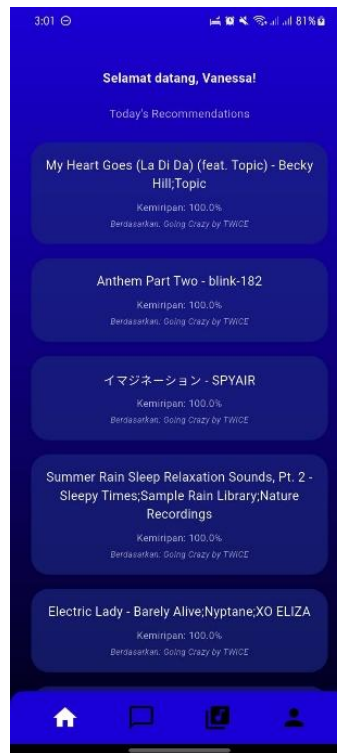 3:01
81%
Selamat datang, Vanessa!
Today's Recommendations
My Heart Goes (La Di Da) (feat. Topic) - Becky
Hill;Topic
Kemiripan: 100.0%
Berdasarkan: Going Crazy by TWICE
Anthem Part Two - blink-182
Kemiripan: 100.0%
Berdasarkan: Going Crazy by TWICE
イマジネーション - SPYAIR
Kemiripan: 100.0%
Berdasarkan: Going Crazy by TWICE
Summer Rain Sleep Relaxation Sounds, Pt. 2 -
Sleepy Times;Sample Rain Library;Nature
Recordings
Kemiripan: 100.0%
Berdasarkan: Going Crazy by TWICE
Electric Lady - Barely Alive;Nyptane;XO ELIZA
Kemiripan: 100.0%
Berdasarkan: Going Crazy by TWICE